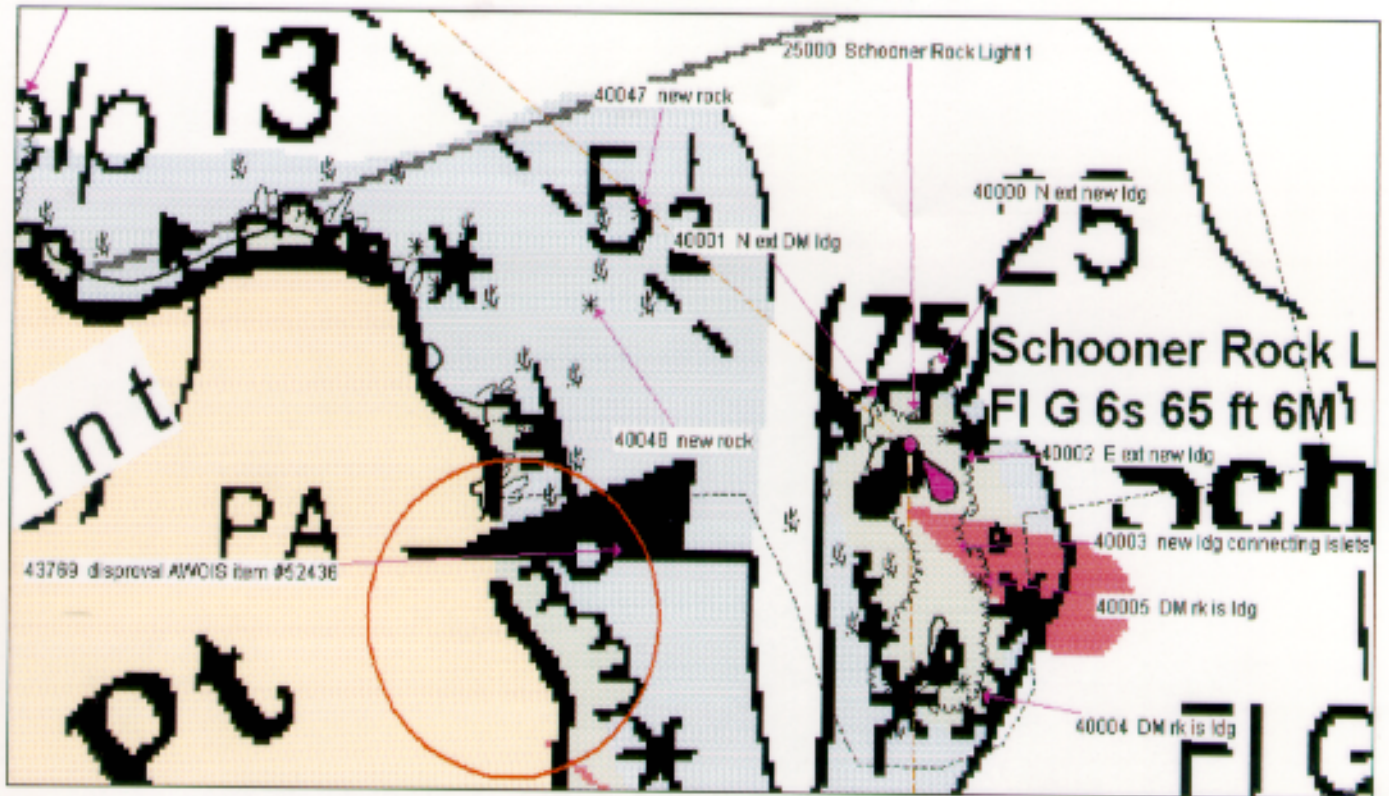 25000 Schooner Rock Light 1
13
40047 new rock
5
40000 N ext new ldg
40001 N ext DM ldg
25
(75)
Schooner Rock L
Fl G 6s 65 ft 6M
int
40048 new rock
40002 E ext new ldg
Sch
PA
40003 new ldg connecting islets
43769 disproval AWOIS item #52436
40005 DM rk is ldg
pt
40004 DM rk is ldg
Fl G